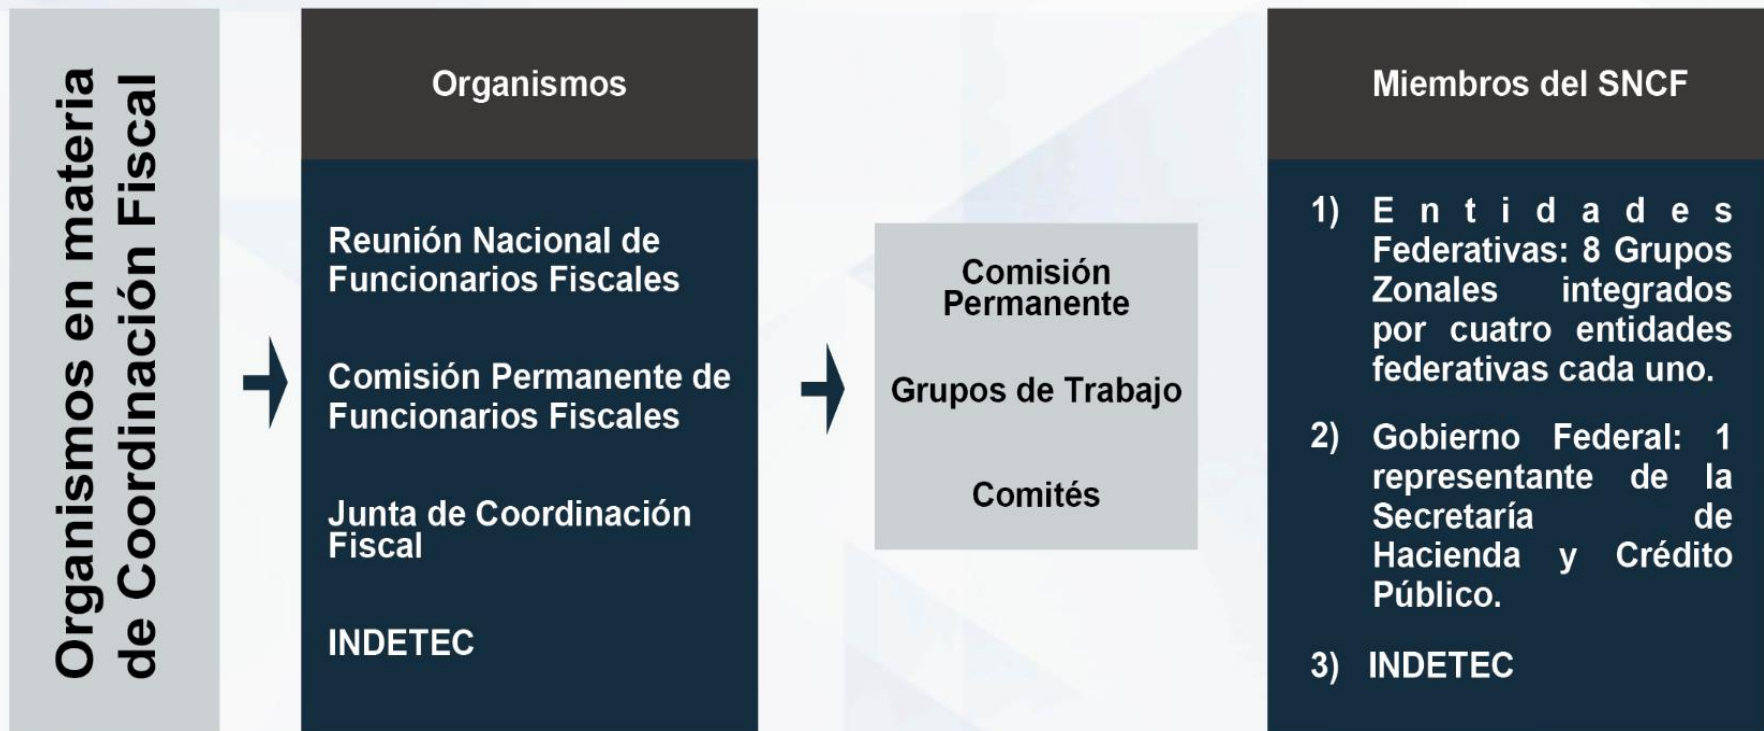 Organismos en materia
de Coordinación Fiscal
Organismos
Reunión Nacional de
Funcionarios Fiscales
Comisión Permanente de
Funcionarios Fiscales
Junta de Coordinación
Fiscal
INDETEC
Comisión
Permanente
Grupos de Trabajo
Comités
Miembros del SNCF
1) Entidades
Federativas: 8 Grupos
Zonales integrados
por cuatro entidades
federativas cada uno.
2) Gobierno Federal: 1
representante de la
Secretaría de
Hacienda y Crédito
Público.
3) INDETEC